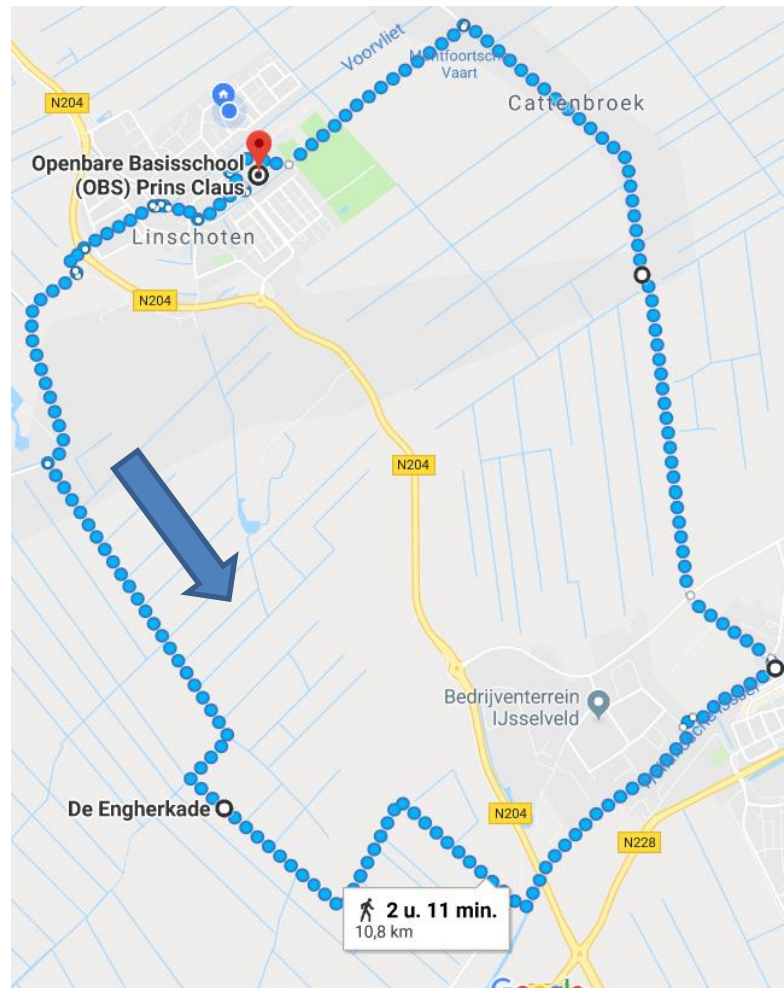 Voorvliet
Montfoortsche
Vaart
Cattenbroek
N204
Openbare Basisschool
(OBS) Prins Claus
Linschoten
N204
N204
Bedrijventerrein
IJsselveld
De Engherkade
N204
N228
2 u. 11 min.
10,8 km
Google